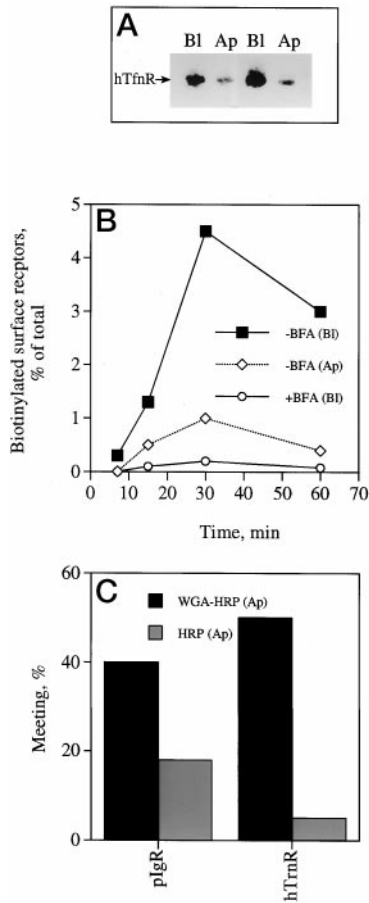 A
Bl Ap Bl Ap
hTfnR
B
Biotinylated surface recptors,
% of total
5
4
3
2
1
0
-BFA (Bl)
-BFA (Ap)
+BFA (Bl)
0 10 20 30 40 50 60 70
Time, min
C
Meeting, %
60
40
20
0
WGA-HRP (Ap)
HRP (Ap)
pIgR
hTrnR